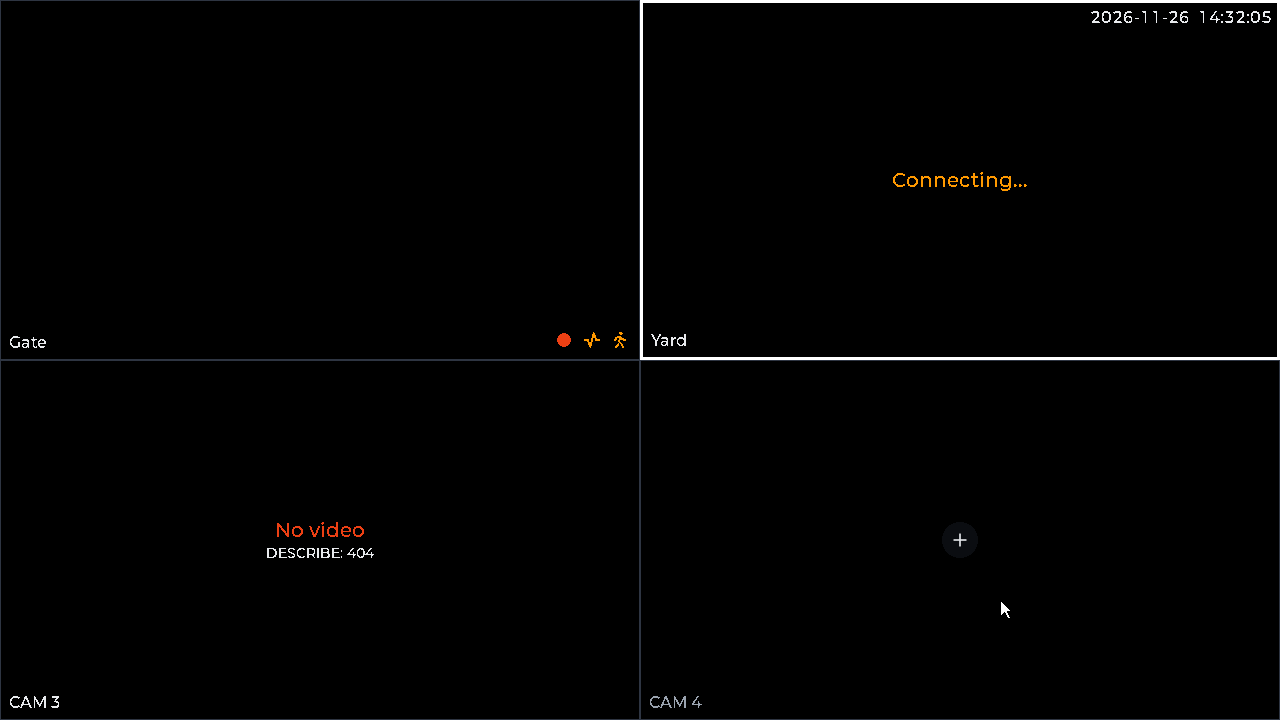 2026-11-26 14:32:05
Connecting...
Gate
Yard
No video
DESCRIBE: 404
CAM 3
CAM 4